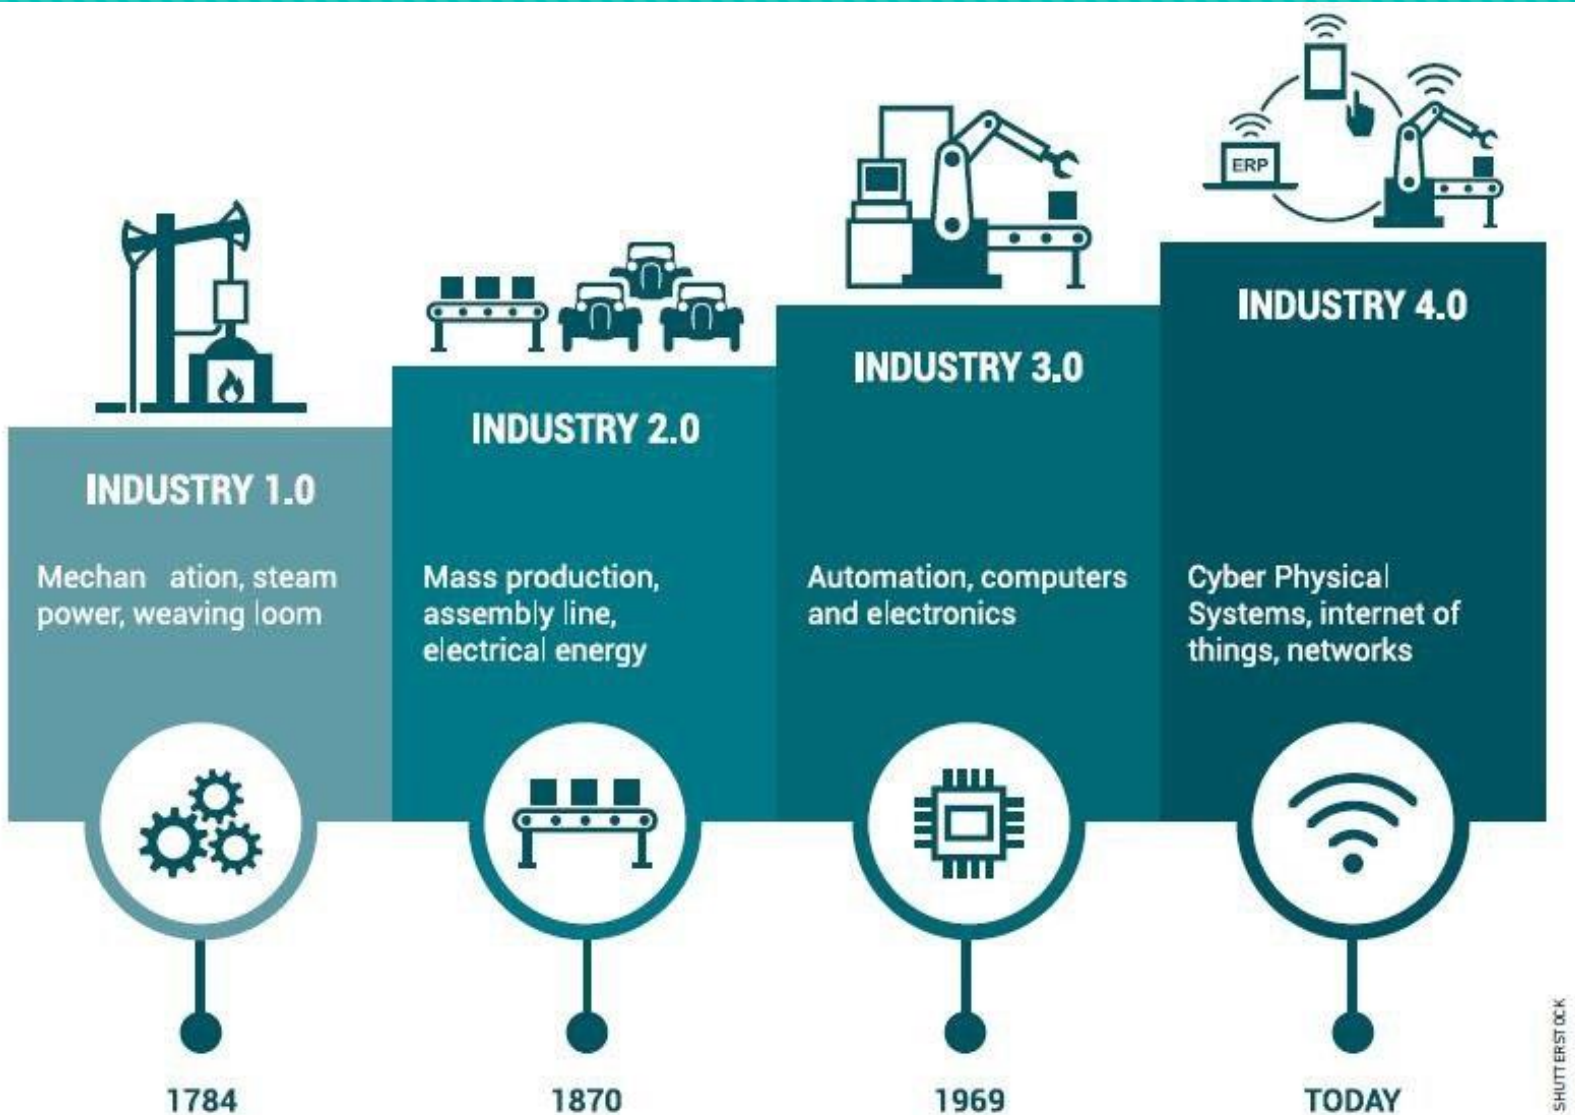 ERP
INDUSTRY 1.0
Mechan ation, steam
power, weaving loom
1784
INDUSTRY 2.0
Mass production,
assembly line,
electrical energy
1870
INDUSTRY 3.0
Automation, computers
and electronics
1969
INDUSTRY 4.0
Cyber Physical
Systems, internet of
things, networks
TODAY
SHUTTERSTOCK